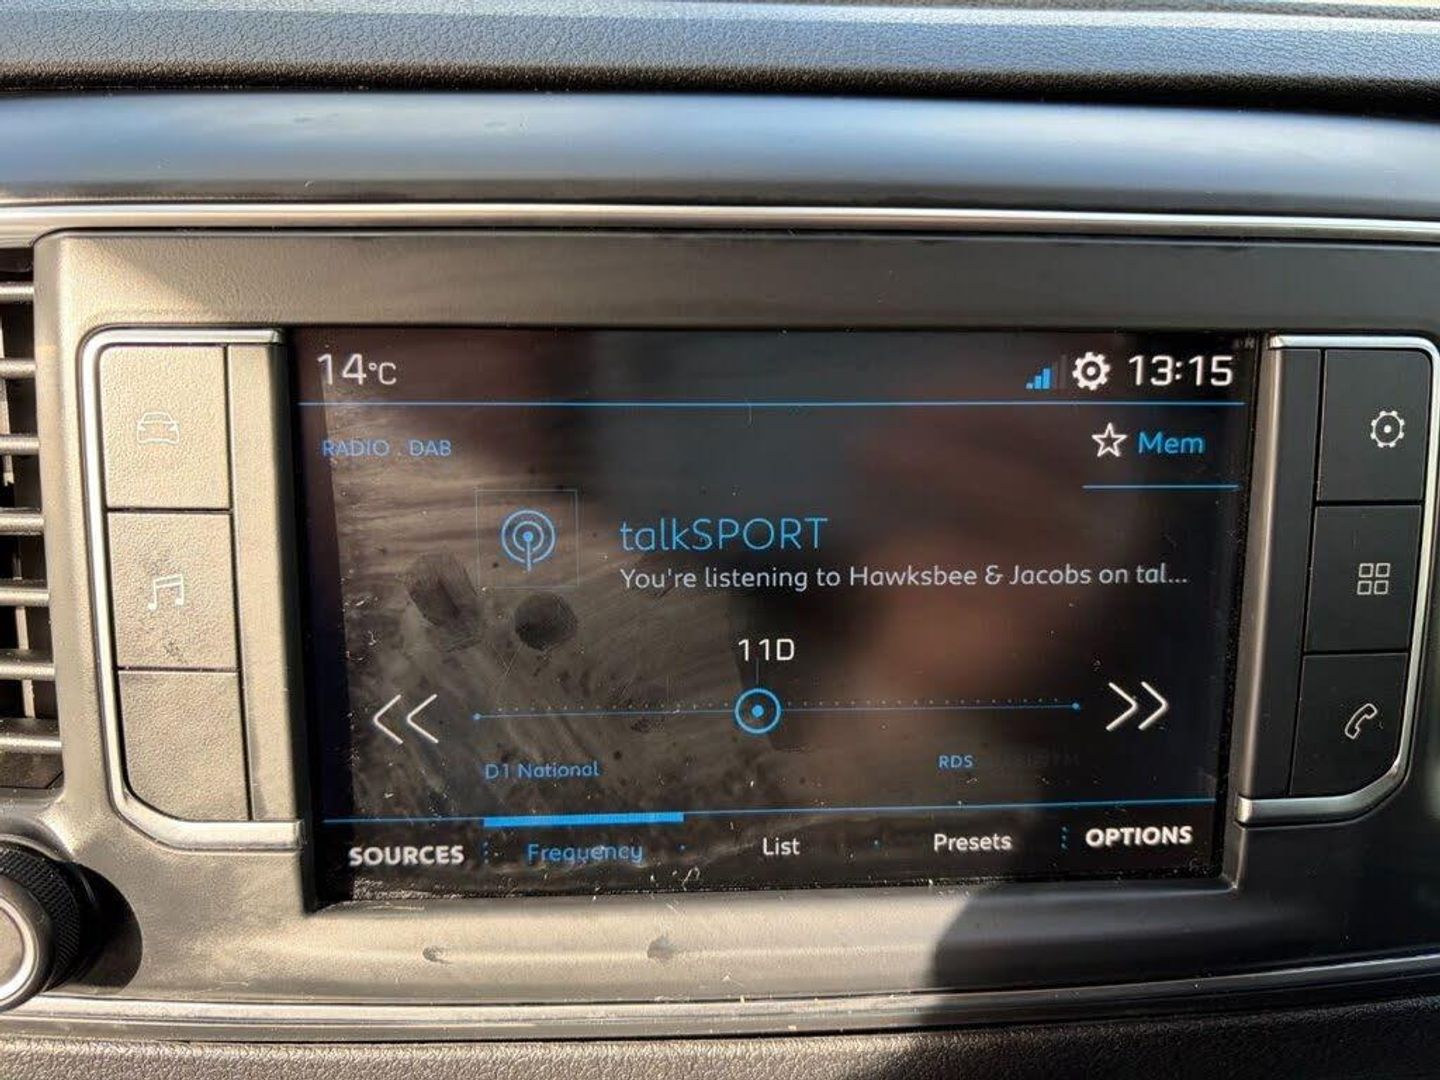 14°C
13:15
RADIO . DAB
Mem
talkSPORT
You're listening to Hawksbee & Jacobs on tal...
11D
D1 National
RDS
SOURCES
Frequency
List
Presets
OPTIONS